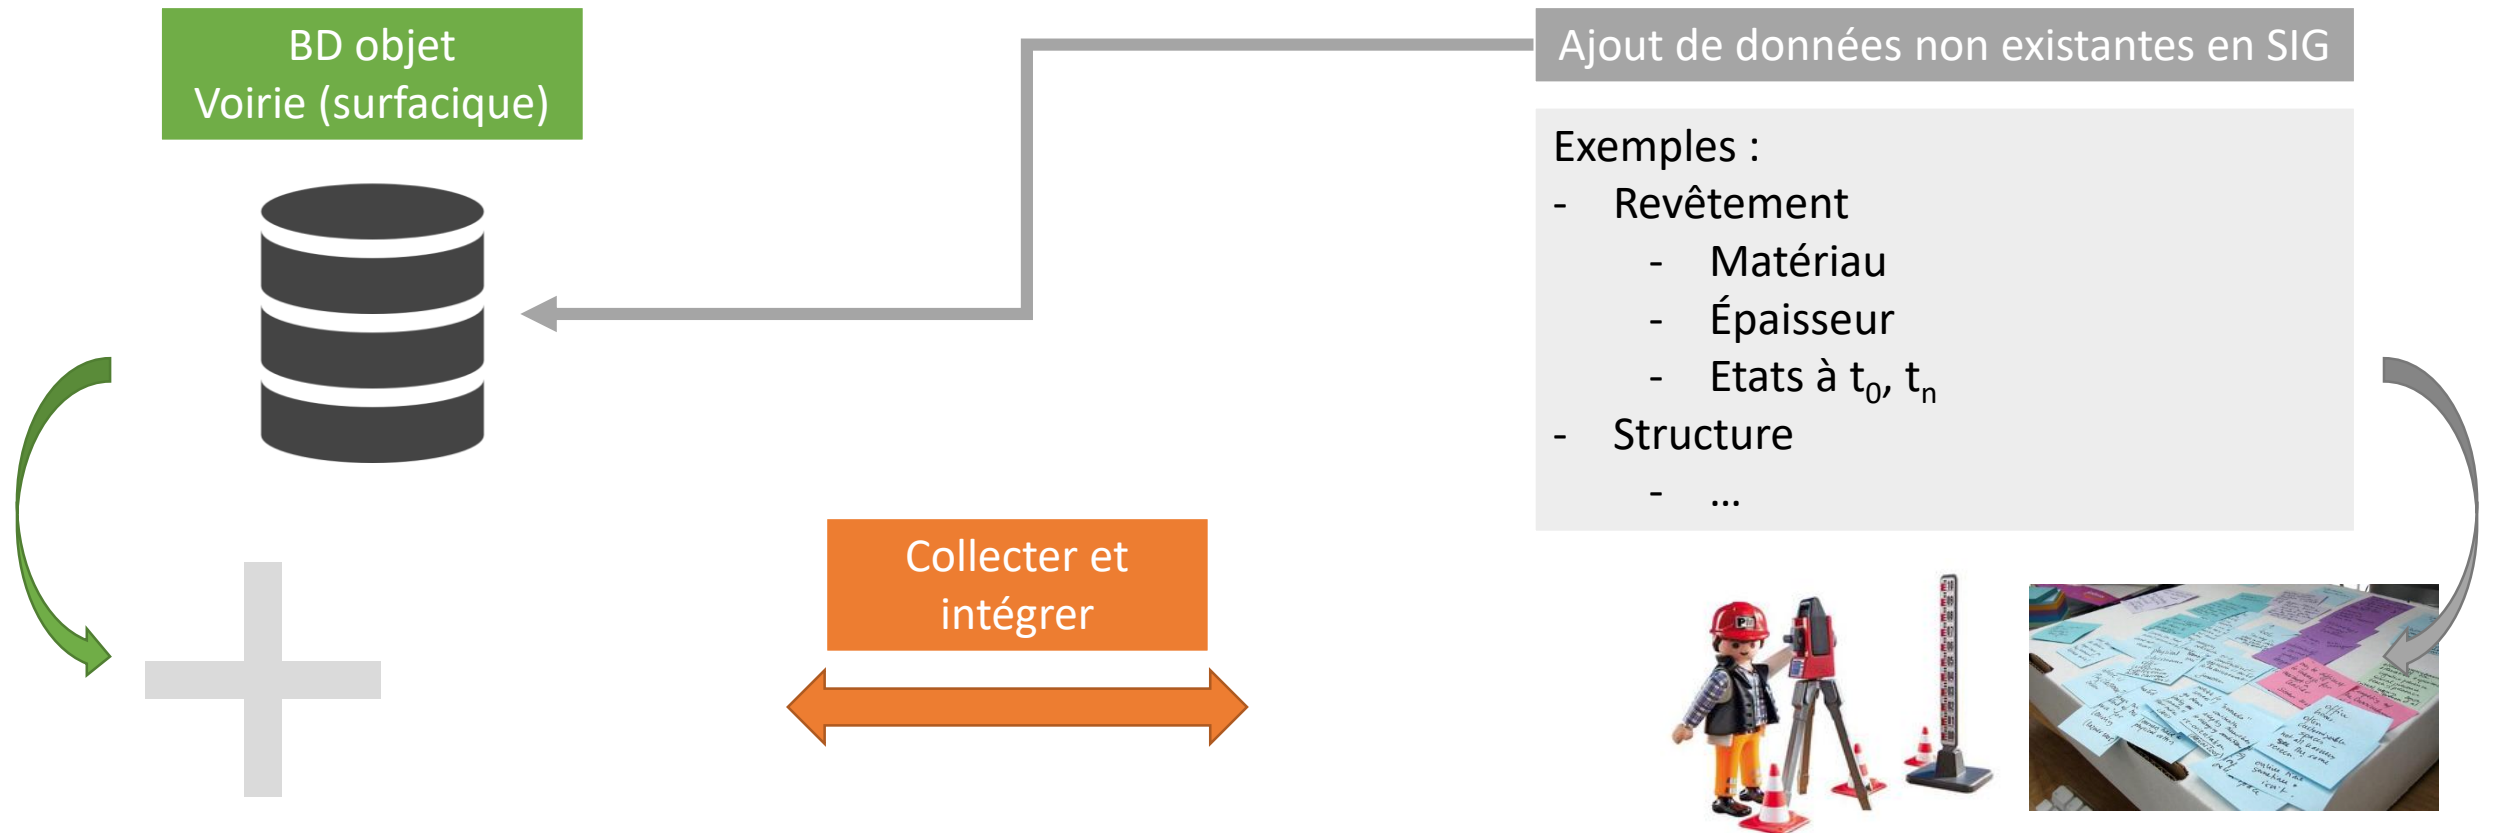 BD objet
Voirie (surfacique)
Ajout de données non existantes en SIG
Exemples :
- Revêtement
- Matériau
- Épaisseur
- Etats à t0, tn
- Structure
- ...
Collecter et
intégrer